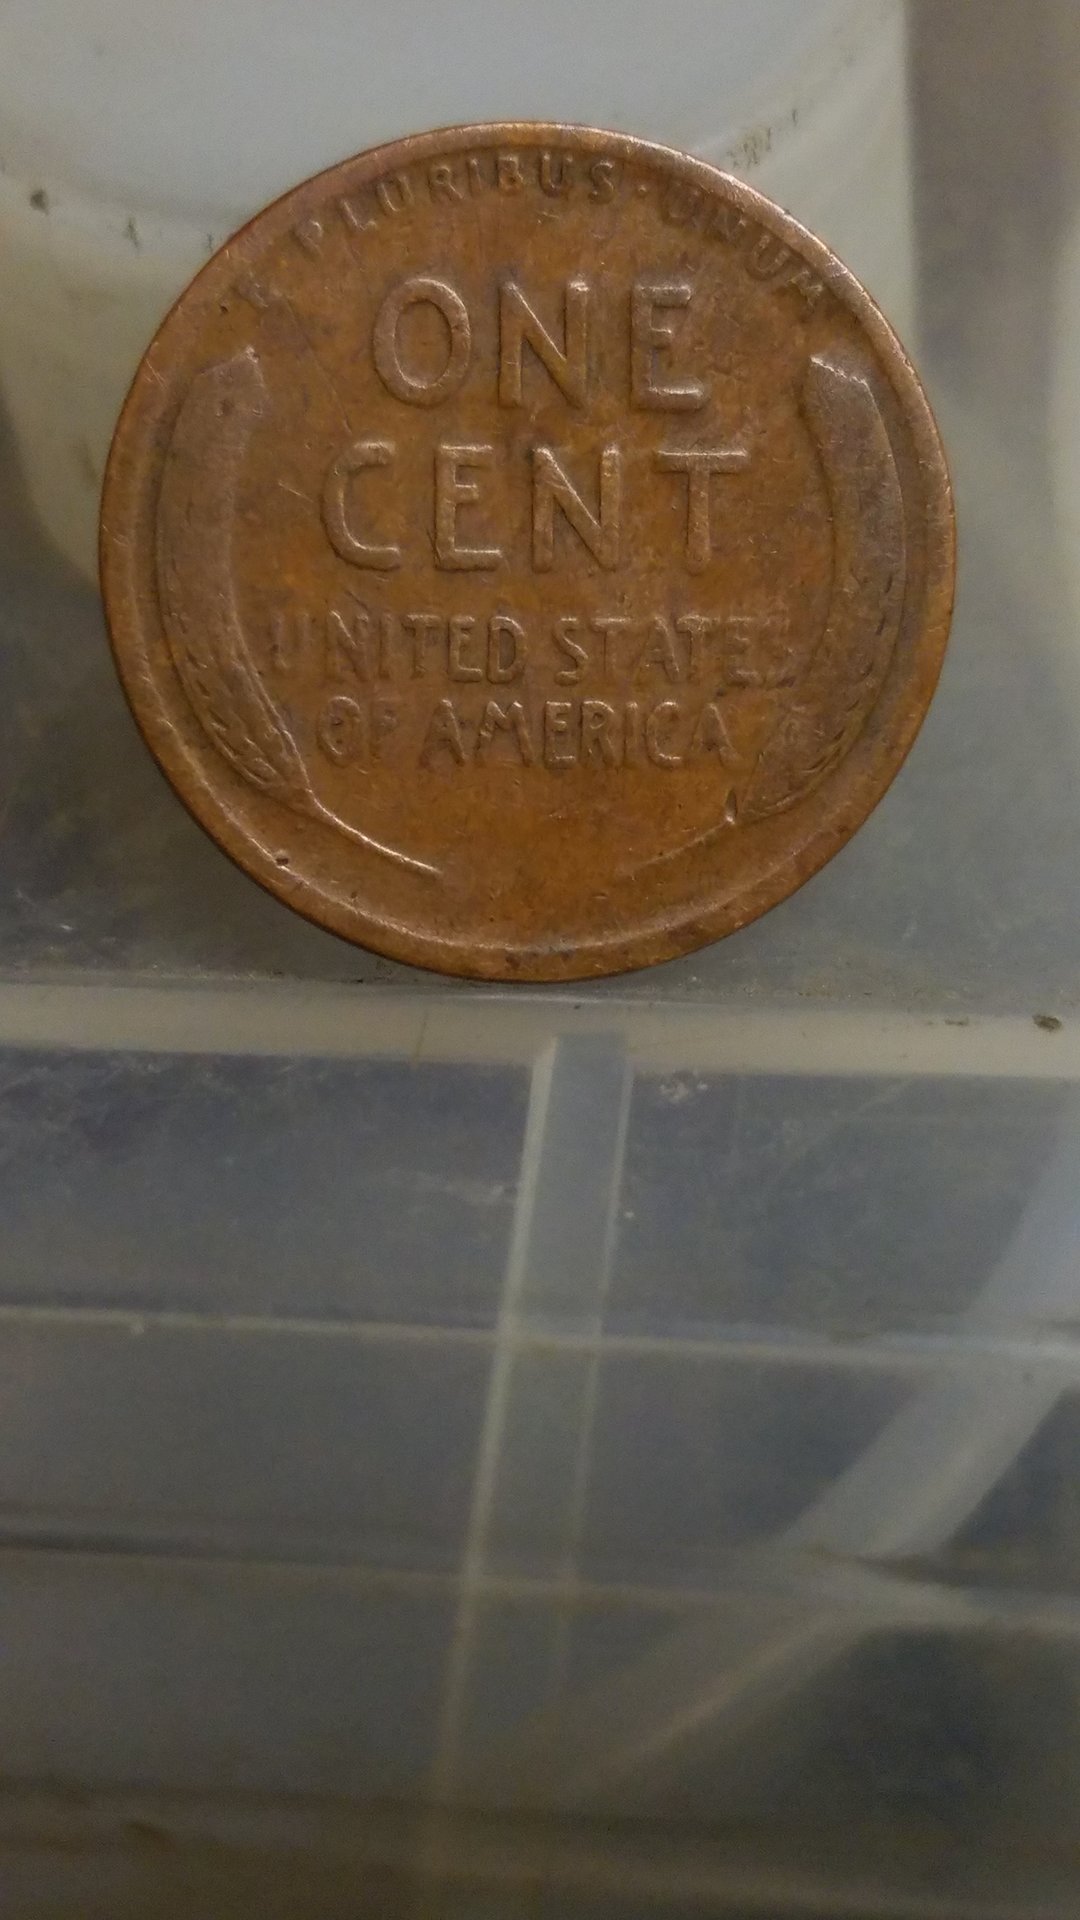 E PLURIBUS · UNUM
ONE
CENT
UNITED STATES
OF AMERICA